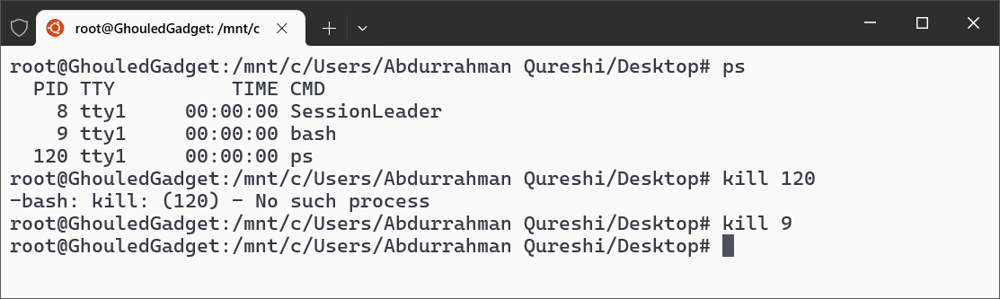 root@GhouledGadget: /mnt/c
root@GhouledGadget:/mnt/c/Users/Abdurrahman Qureshi/Desktop# ps
  PID TTY          TIME CMD
    8 tty1     00:00:00 SessionLeader
    9 tty1     00:00:00 bash
  120 tty1     00:00:00 ps
root@GhouledGadget:/mnt/c/Users/Abdurrahman Qureshi/Desktop# kill 120
-bash: kill: (120) - No such process
root@GhouledGadget:/mnt/c/Users/Abdurrahman Qureshi/Desktop# kill 9
root@GhouledGadget:/mnt/c/Users/Abdurrahman Qureshi/Desktop#